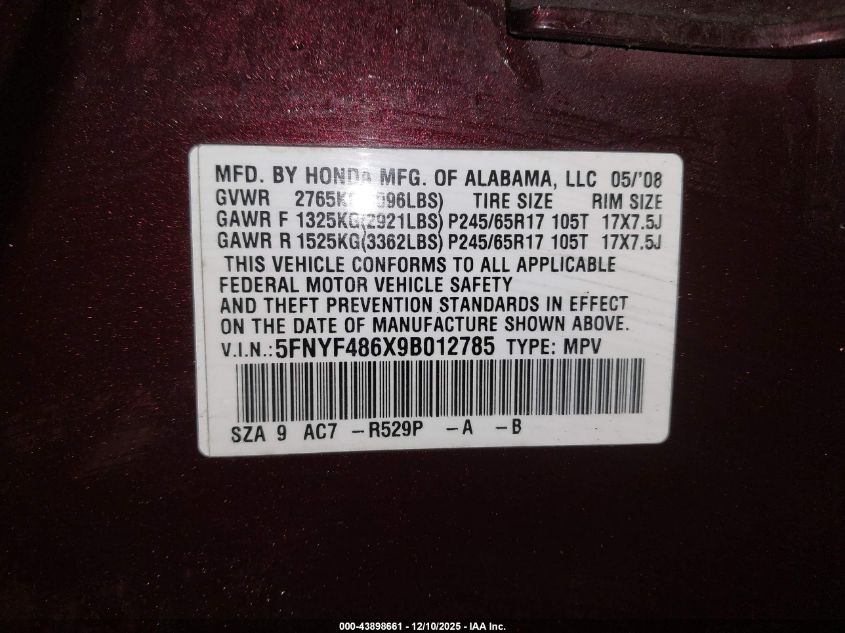 MFD. BY HONDA MFG. OF ALABAMA, LLC 05/'08
GVWR 2765K 096LBS) TIRE SIZE RIM SIZE
GAWR F 1325KG(2921LBS) P245/65R17 105T 17X7.5J
GAWR R 1525KG(3362LBS) P245/65R17 105T 17X7.5J
THIS VEHICLE CONFORMS TO ALL APPLICABLE
FEDERAL MOTOR VEHICLE SAFETY
AND THEFT PREVENTION STANDARDS IN EFFECT
ON THE DATE OF MANUFACTURE SHOWN ABOVE.
V.I.N.:5FNYF486X9B012785 TYPE: MPV
SZA 9 AC7 -R529P -A -B
000-43898661 - 12/10/2025 - IAA Inc.